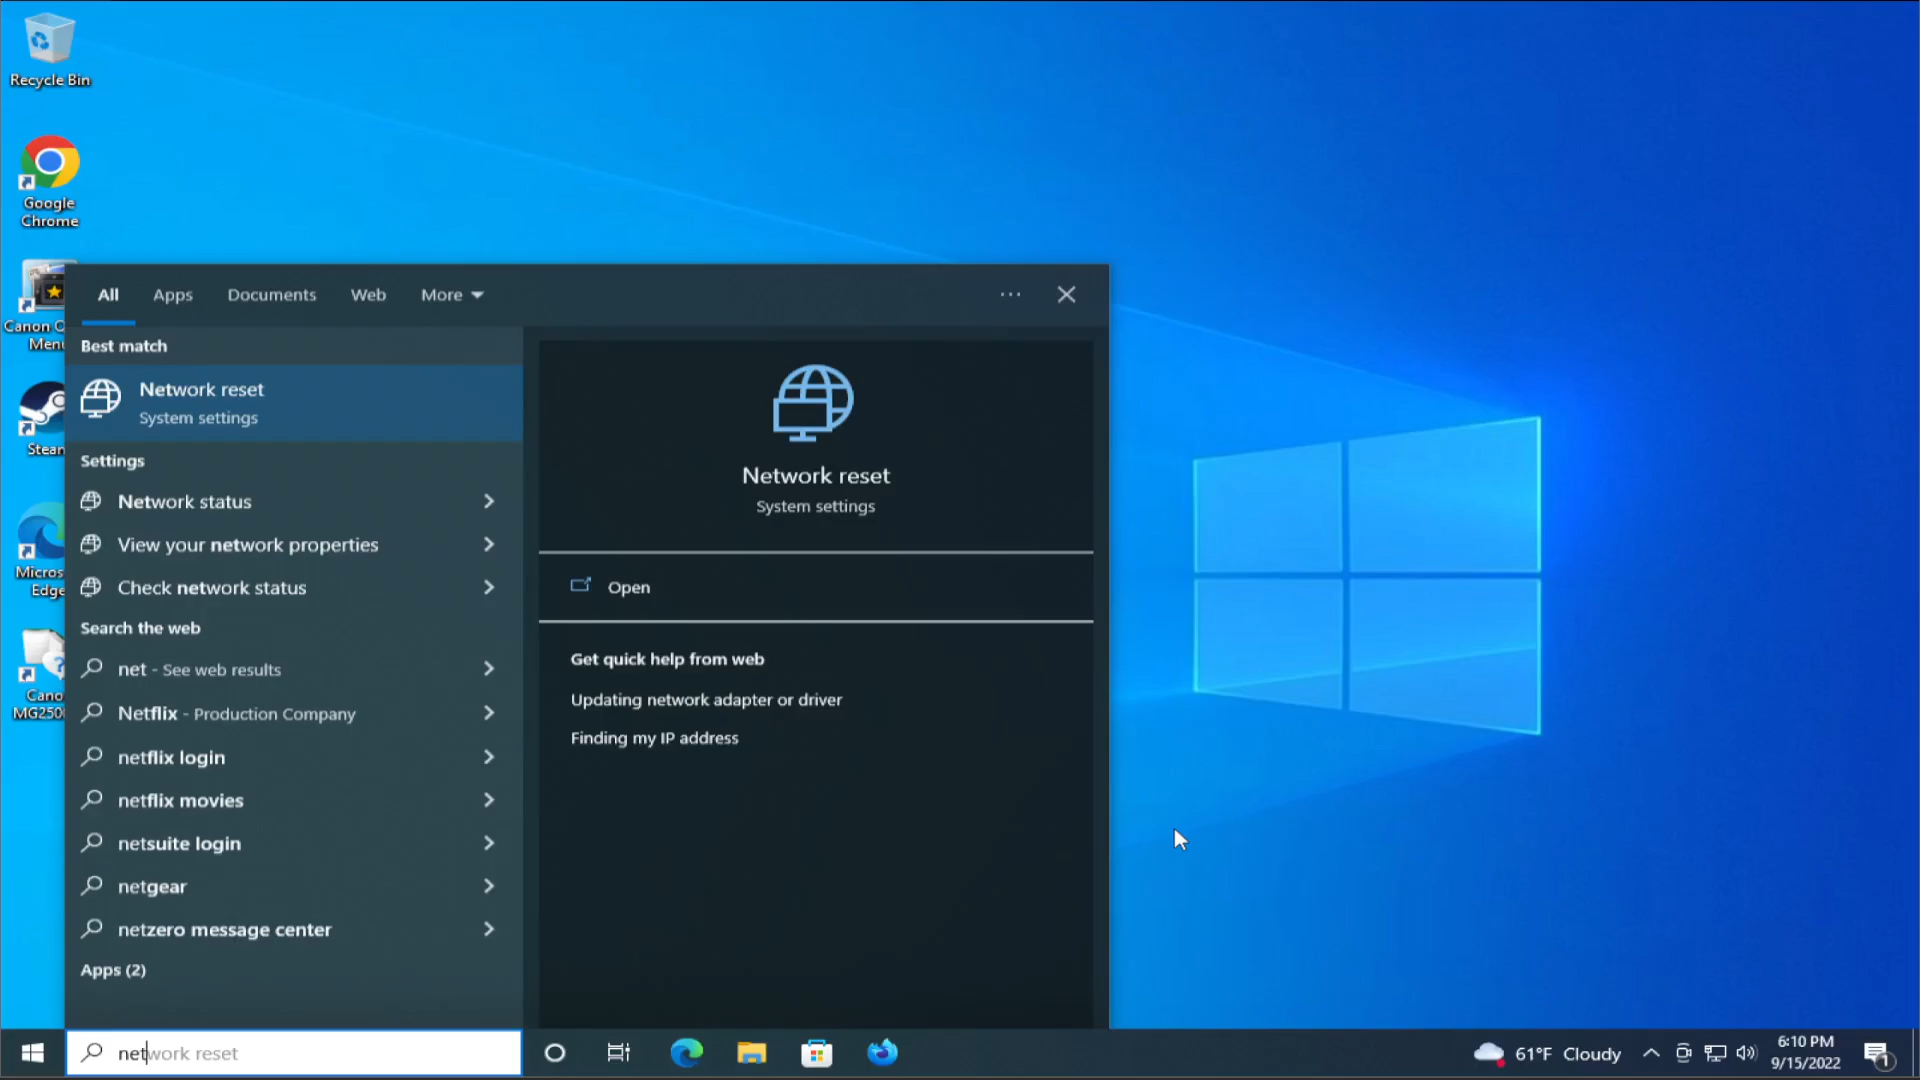 Recycle Bin
Google
Chrome
Canon
Menu
Steam
Edge
MG250
All
Apps
Documents
Web
More
Best match
Network reset
System settings
Settings
Network status
View your network properties
Check network status
Search the web
net - See web results
Netflix - Production Company
netflix login
netflix movies
netsuite login
netgear
netzero message center
Apps (2)
Network reset
System settings
Open
Get quick help from web
Updating network adapter or driver
Finding my IP address
network reset
61°F Cloudy
6:10 PM
9/15/2022
1